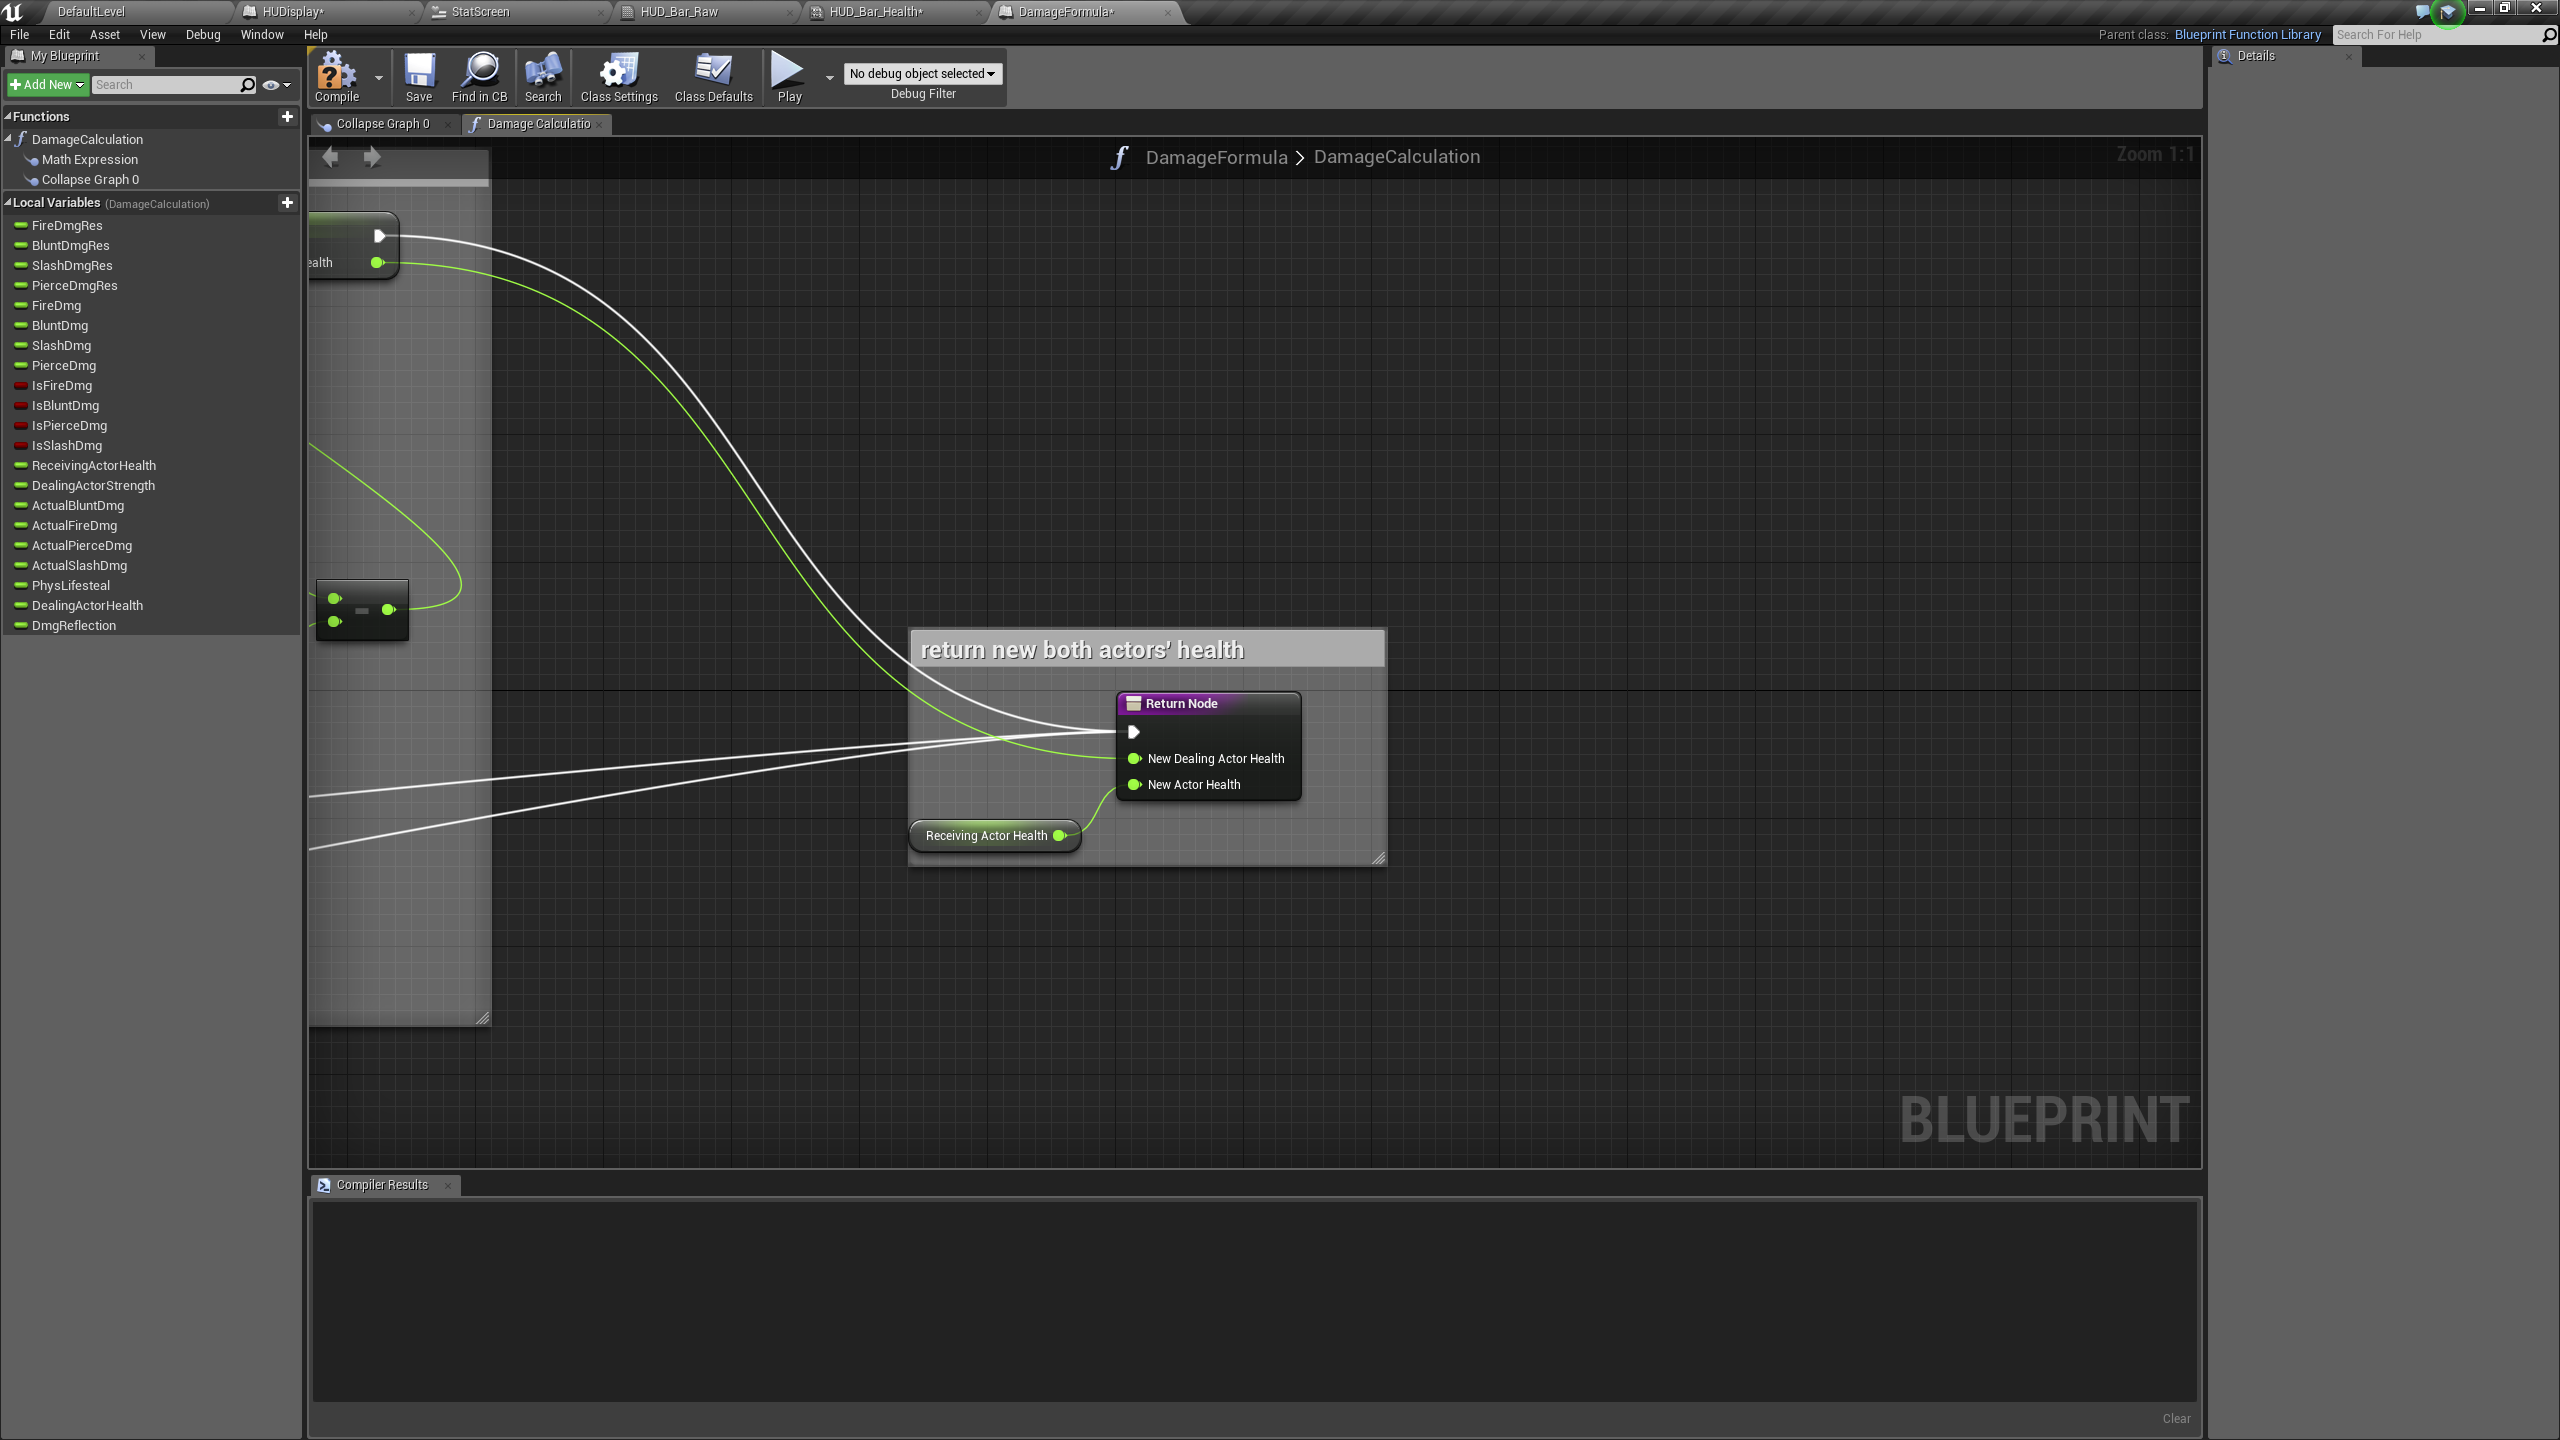 DefaultLevel
HUDisplay*
StatScreen
HUD_Bar_Raw
HUD_Bar_Health*
DamageFormula*
File Edit Asset View Debug Window Help
Parent class: Blueprint Function Library
Search For Help
My Blueprint
Details
Add New
Search
Compile
Save
Find in CB
Search
Class Settings
Class Defaults
Play
No debug object selected
Debug Filter
Functions
DamageCalculation
Math Expression
Collapse Graph 0
Local Variables (DamageCalculation)
FireDmgRes
BluntDmgRes
SlashDmgRes
PierceDmgRes
FireDmg
BluntDmg
SlashDmg
PierceDmg
IsFireDmg
IsBluntDmg
IsPierceDmg
IsSlashDmg
ReceivingActorHealth
DealingActorStrength
ActualBluntDmg
ActualFireDmg
ActualPierceDmg
ActualSlashDmg
PhysLifesteal
DealingActorHealth
DmgReflection
Collapse Graph 0
Damage Calculatio
f DamageFormula > DamageCalculation
Zoom 1:1
ealth
return new both actors' health
Return Node
New Dealing Actor Health
New Actor Health
Receiving Actor Health
BLUEPRINT
Compiler Results
Clear